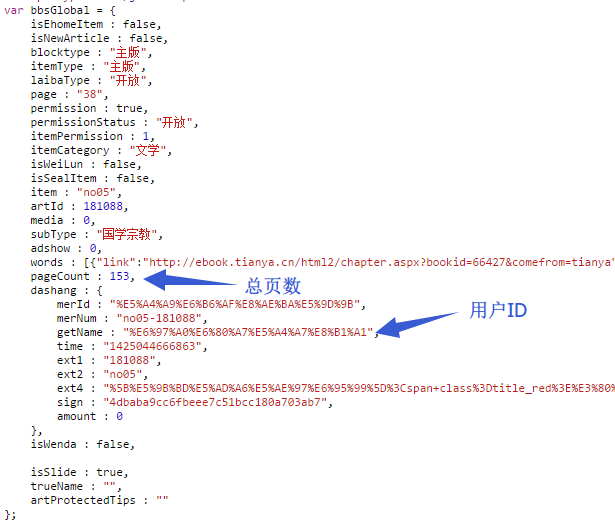 var bbsGlobal = {
isEhomeItem : false,
isNewArticle : false,
blocktype : "主版",
itemType : "主版",
laibaType : "开放",
page : "38",
permission : true,
permissionStatus : "开放",
itemPermission : 1,
itemCategory : "文学",
isWeiLun : false,
isSealItem : false,
item : "no05",
artId : 181088,
media : 0,
subType : "国学宗教",
adshow : 0,
words : [{"link":"http://ebook.tianya.cn/html2/chapter.aspx?bookid=66427&comefrom=tianya"
pageCount : 153,
总页数
dashang : {
merId : "%E5%A4%A9%E6%B6%AF%E8%AE%BA%E5%9D%9B",
merNum : "no05-181088",
用户ID
getName : "%E6%97%A0%E6%80%A7%E5%A4%A7%E8%B1%A1",
time : "1425044666863",
ext1 : "181088",
ext2 : "no05",
ext4 : "%5B%E5%9B%BD%E5%AD%A6%E5%AE%97%E6%95%99%5D%3Cspan+class%3Dtitle_red%3E%E3%80%
sign : "4dbaba9cc6fbeee7c51bcc180a703ab7",
amount : 0
},
isWenda : false,
isSlide : true,
trueName : "",
artProtectedTips : ""
};